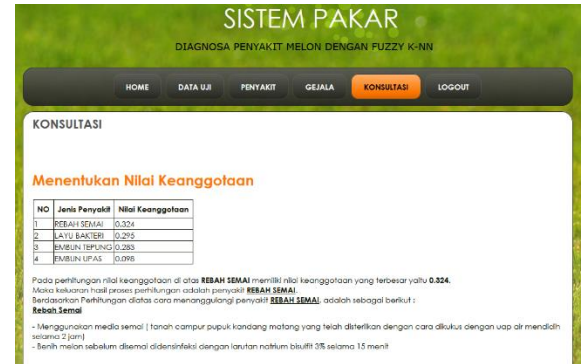 SISTEM PAKAR
DIAGNOSA PENYAKIT MELON DENGAN FUZZY K-NN
HOME DATA UJI PENYAKIT GEJALA KONSULTASI LOGOUT
KONSULTASI
Menentukan Nilai Keanggotaan
NO Jenis Penyakit Nilai Keanggotaan
1 REBAH SEMAI 0.324
2 LAYU BAKTERI 0.295
3 EMBUN TEPUNG 0.283
4 EMBUN UPAS 0.098
Pada perhitungan nilai keanggotaan di atas REBAH SEMAI memiliki nilai keanggotaan yang terbesar yaitu 0.324.
Maka keluaran hasil proses perhitungan adalah penyakit REBAH SEMAI.
Berdasarkan Perhitungan diatas cara menanggulangi penyakit REBAH SEMAI, adalah sebagai berikut :
Rebah Semai
- Menggunakan media semai ( tanah campur pupuk kandang matang yang telah disterilkan dengan cara dikukus dengan uap air mendidih
selama 2 jam)
- Benih melon sebelum disemai didensinfeksi dengan larutan natrium bisulfit 3% selama 15 menit